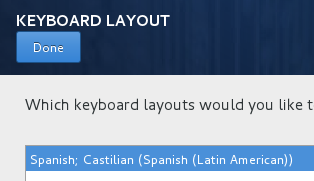 KEYBOARD LAYOUT
Done
Which keyboard layouts would you like t
Spanish; Castilian (Spanish (Latin American))